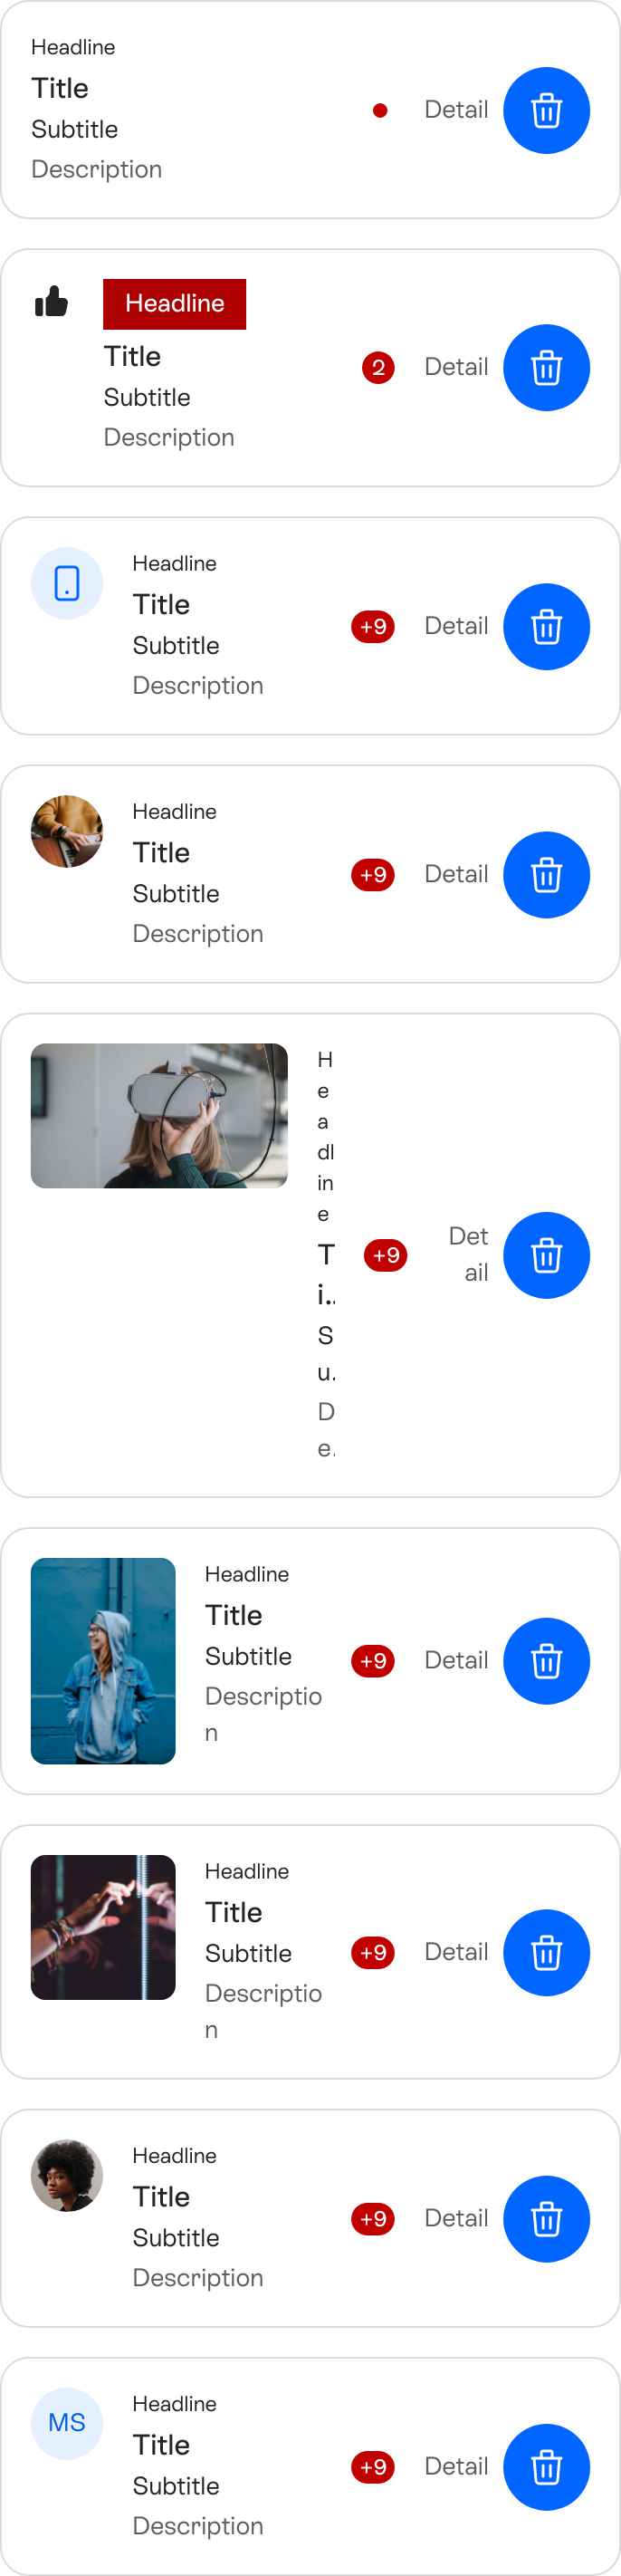 Headline
Title
Subtitle
Description
Detail
Headline
Title
Subtitle
Description
2
Detail
Headline
Title
Subtitle
Description
+9
Detail
Headline
Title
Subtitle
Description
+9
Detail
H
e
a
dl
in
e
T
i..
S
u.
D
e.
+9
Det
ail
Headline
Title
Subtitle
Descriptio
n
+9
Detail
Headline
Title
Subtitle
Descriptio
n
+9
Detail
Headline
Title
Subtitle
Description
+9
Detail
MS
Headline
Title
Subtitle
Description
+9
Detail